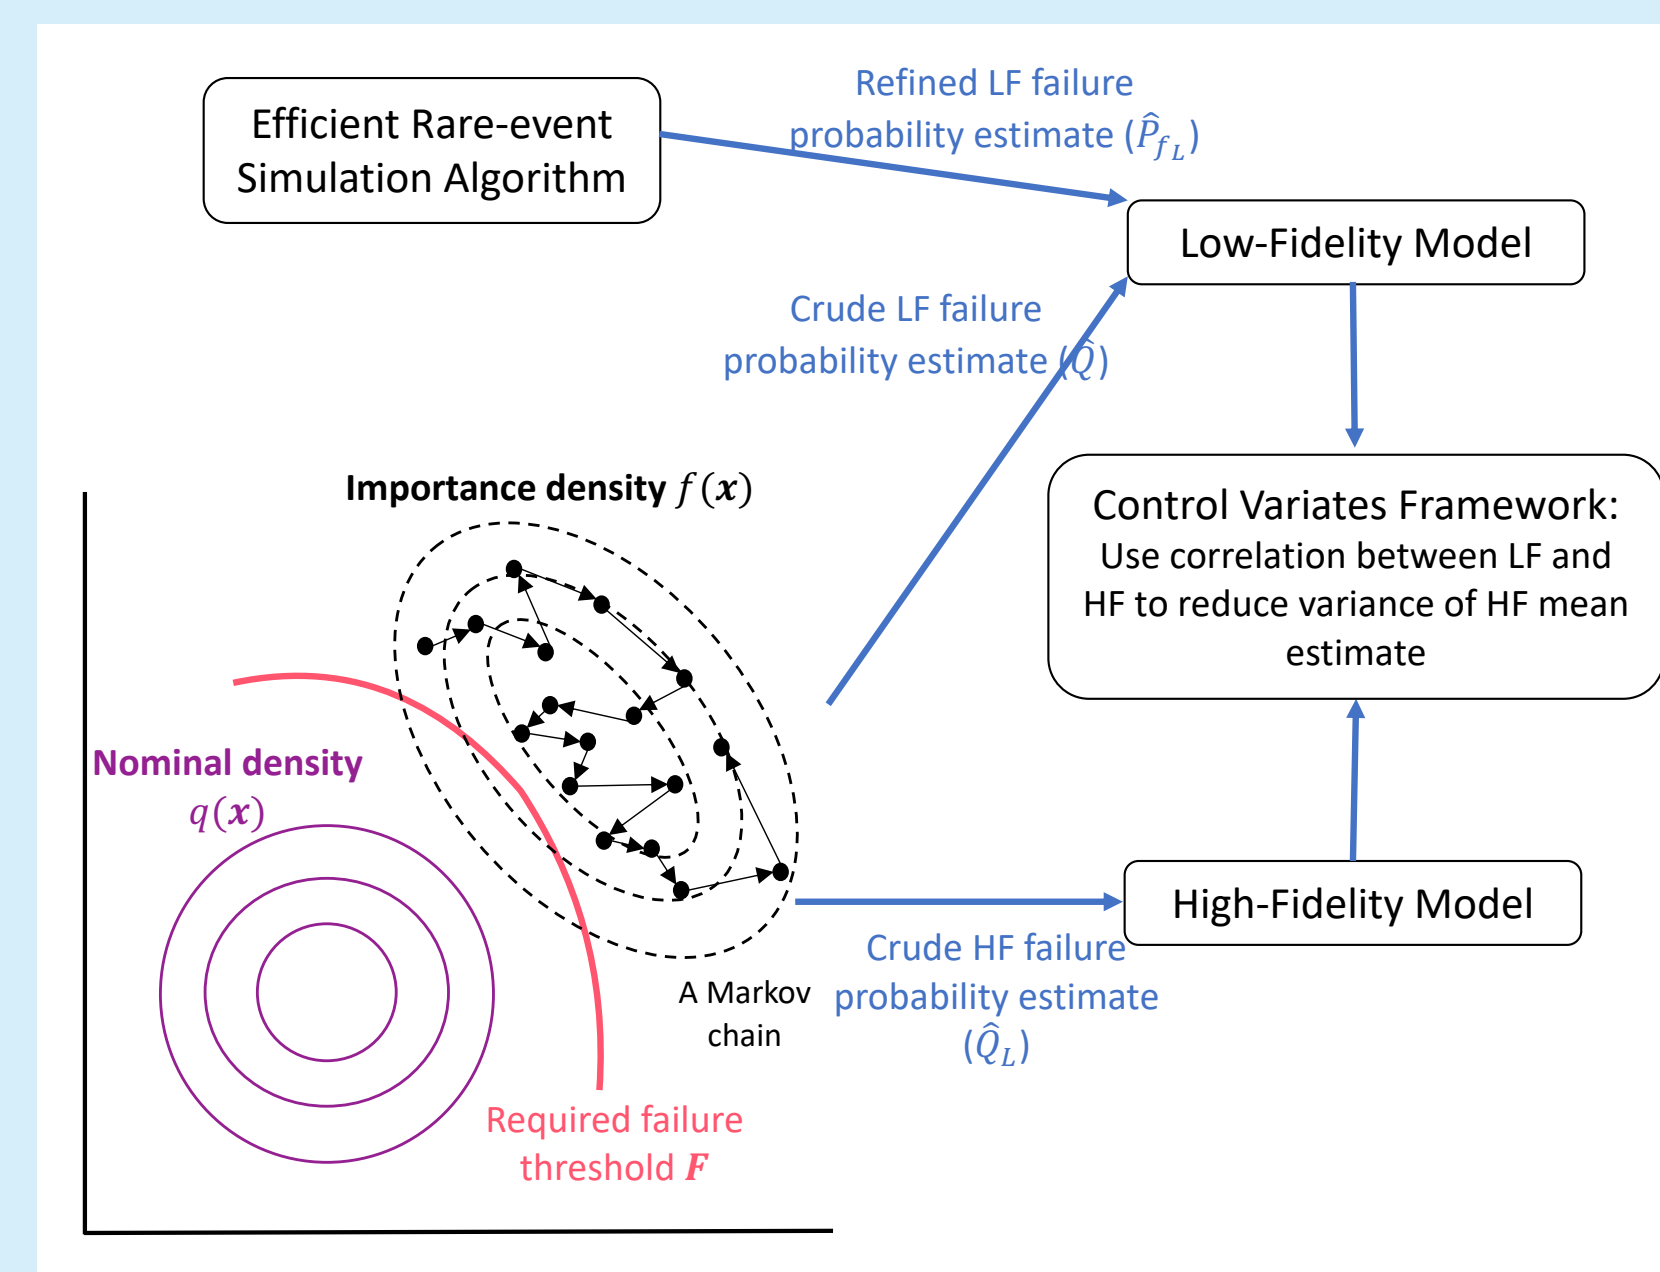 Efficient Rare-event
Simulation Algorithm
Refined LF failure
probability estimate (P̂_{f_L})
Low-Fidelity Model
Crude LF failure
probability estimate (Q̂)
Importance density f(x)
Control Variates Framework:
Use correlation between LF and
HF to reduce variance of HF mean
estimate
Nominal density
q(x)
High-Fidelity Model
Crude HF failure
probability estimate
(Q̂_L)
A Markov
chain
Required failure
threshold F